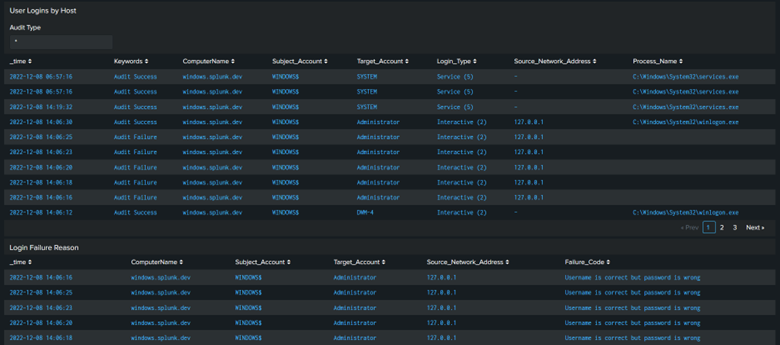 User Logins by Host
Audit Type
*
_time Keywords ComputerName Subject_Account Target_Account Login_Type Source_Network_Address Process_Name
2022-12-08 06:57:16 Audit Success windows.splunk.dev WINDOWS$ SYSTEM Service (5) - C:\Windows\System32\services.exe
2022-12-08 06:57:16 Audit Success windows.splunk.dev WINDOWS$ SYSTEM Service (5) - C:\Windows\System32\services.exe
2022-12-08 14:19:32 Audit Success windows.splunk.dev WINDOWS$ SYSTEM Service (5) - C:\Windows\System32\services.exe
2022-12-08 14:06:30 Audit Success windows.splunk.dev WINDOWS$ Administrator Interactive (2) 127.0.0.1 C:\Windows\System32\winlogon.exe
2022-12-08 14:06:25 Audit Failure windows.splunk.dev WINDOWS$ Administrator Interactive (2) 127.0.0.1
2022-12-08 14:06:23 Audit Failure windows.splunk.dev WINDOWS$ Administrator Interactive (2) 127.0.0.1
2022-12-08 14:06:20 Audit Failure windows.splunk.dev WINDOWS$ Administrator Interactive (2) 127.0.0.1
2022-12-08 14:06:18 Audit Failure windows.splunk.dev WINDOWS$ Administrator Interactive (2) 127.0.0.1
2022-12-08 14:06:16 Audit Failure windows.splunk.dev WINDOWS$ Administrator Interactive (2) 127.0.0.1
2022-12-08 14:06:12 Audit Success windows.splunk.dev WINDOWS$ DWM-4 Interactive (2) - C:\Windows\System32\winlogon.exe
« Prev 1 2 3 Next »
Login Failure Reason
_time ComputerName Subject_Account Target_Account Source_Network_Address Failure_Code
2022-12-08 14:06:16 windows.splunk.dev WINDOWS$ Administrator 127.0.0.1 Username is correct but password is wrong
2022-12-08 14:06:25 windows.splunk.dev WINDOWS$ Administrator 127.0.0.1 Username is correct but password is wrong
2022-12-08 14:06:23 windows.splunk.dev WINDOWS$ Administrator 127.0.0.1 Username is correct but password is wrong
2022-12-08 14:06:20 windows.splunk.dev WINDOWS$ Administrator 127.0.0.1 Username is correct but password is wrong
2022-12-08 14:06:18 windows.splunk.dev WINDOWS$ Administrator 127.0.0.1 Username is correct but password is wrong